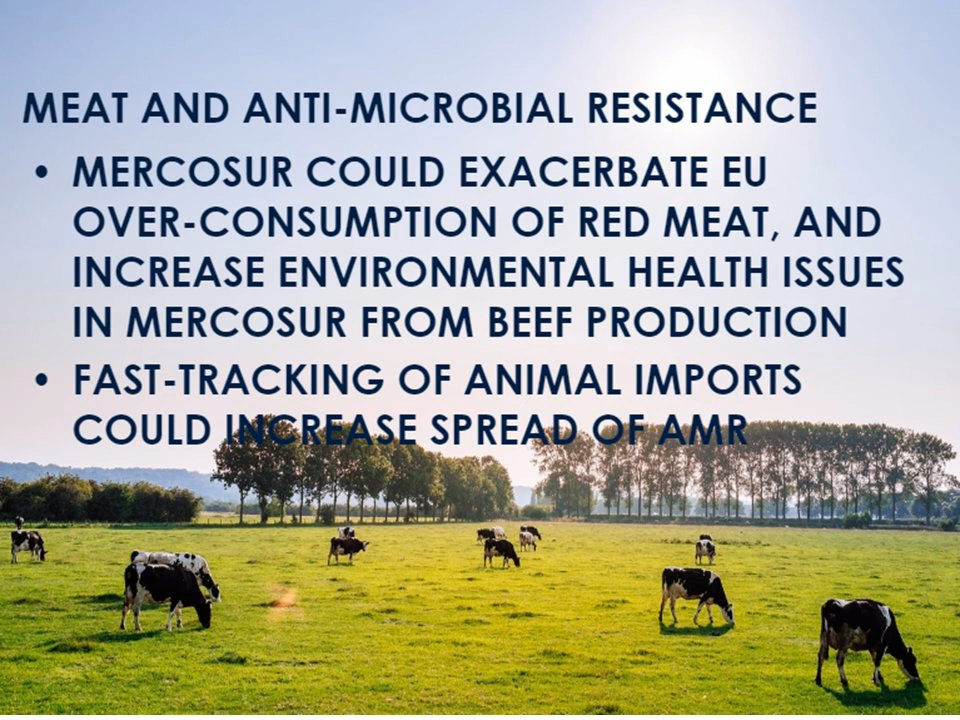 MEAT AND ANTI-MICROBIAL RESISTANCE
• MERCOSUR COULD EXACERBATE EU
OVER-CONSUMPTION OF RED MEAT, AND
INCREASE ENVIRONMENTAL HEALTH ISSUES
IN MERCOSUR FROM BEEF PRODUCTION
• FAST-TRACKING OF ANIMAL IMPORTS
COULD INCREASE SPREAD OF AMR